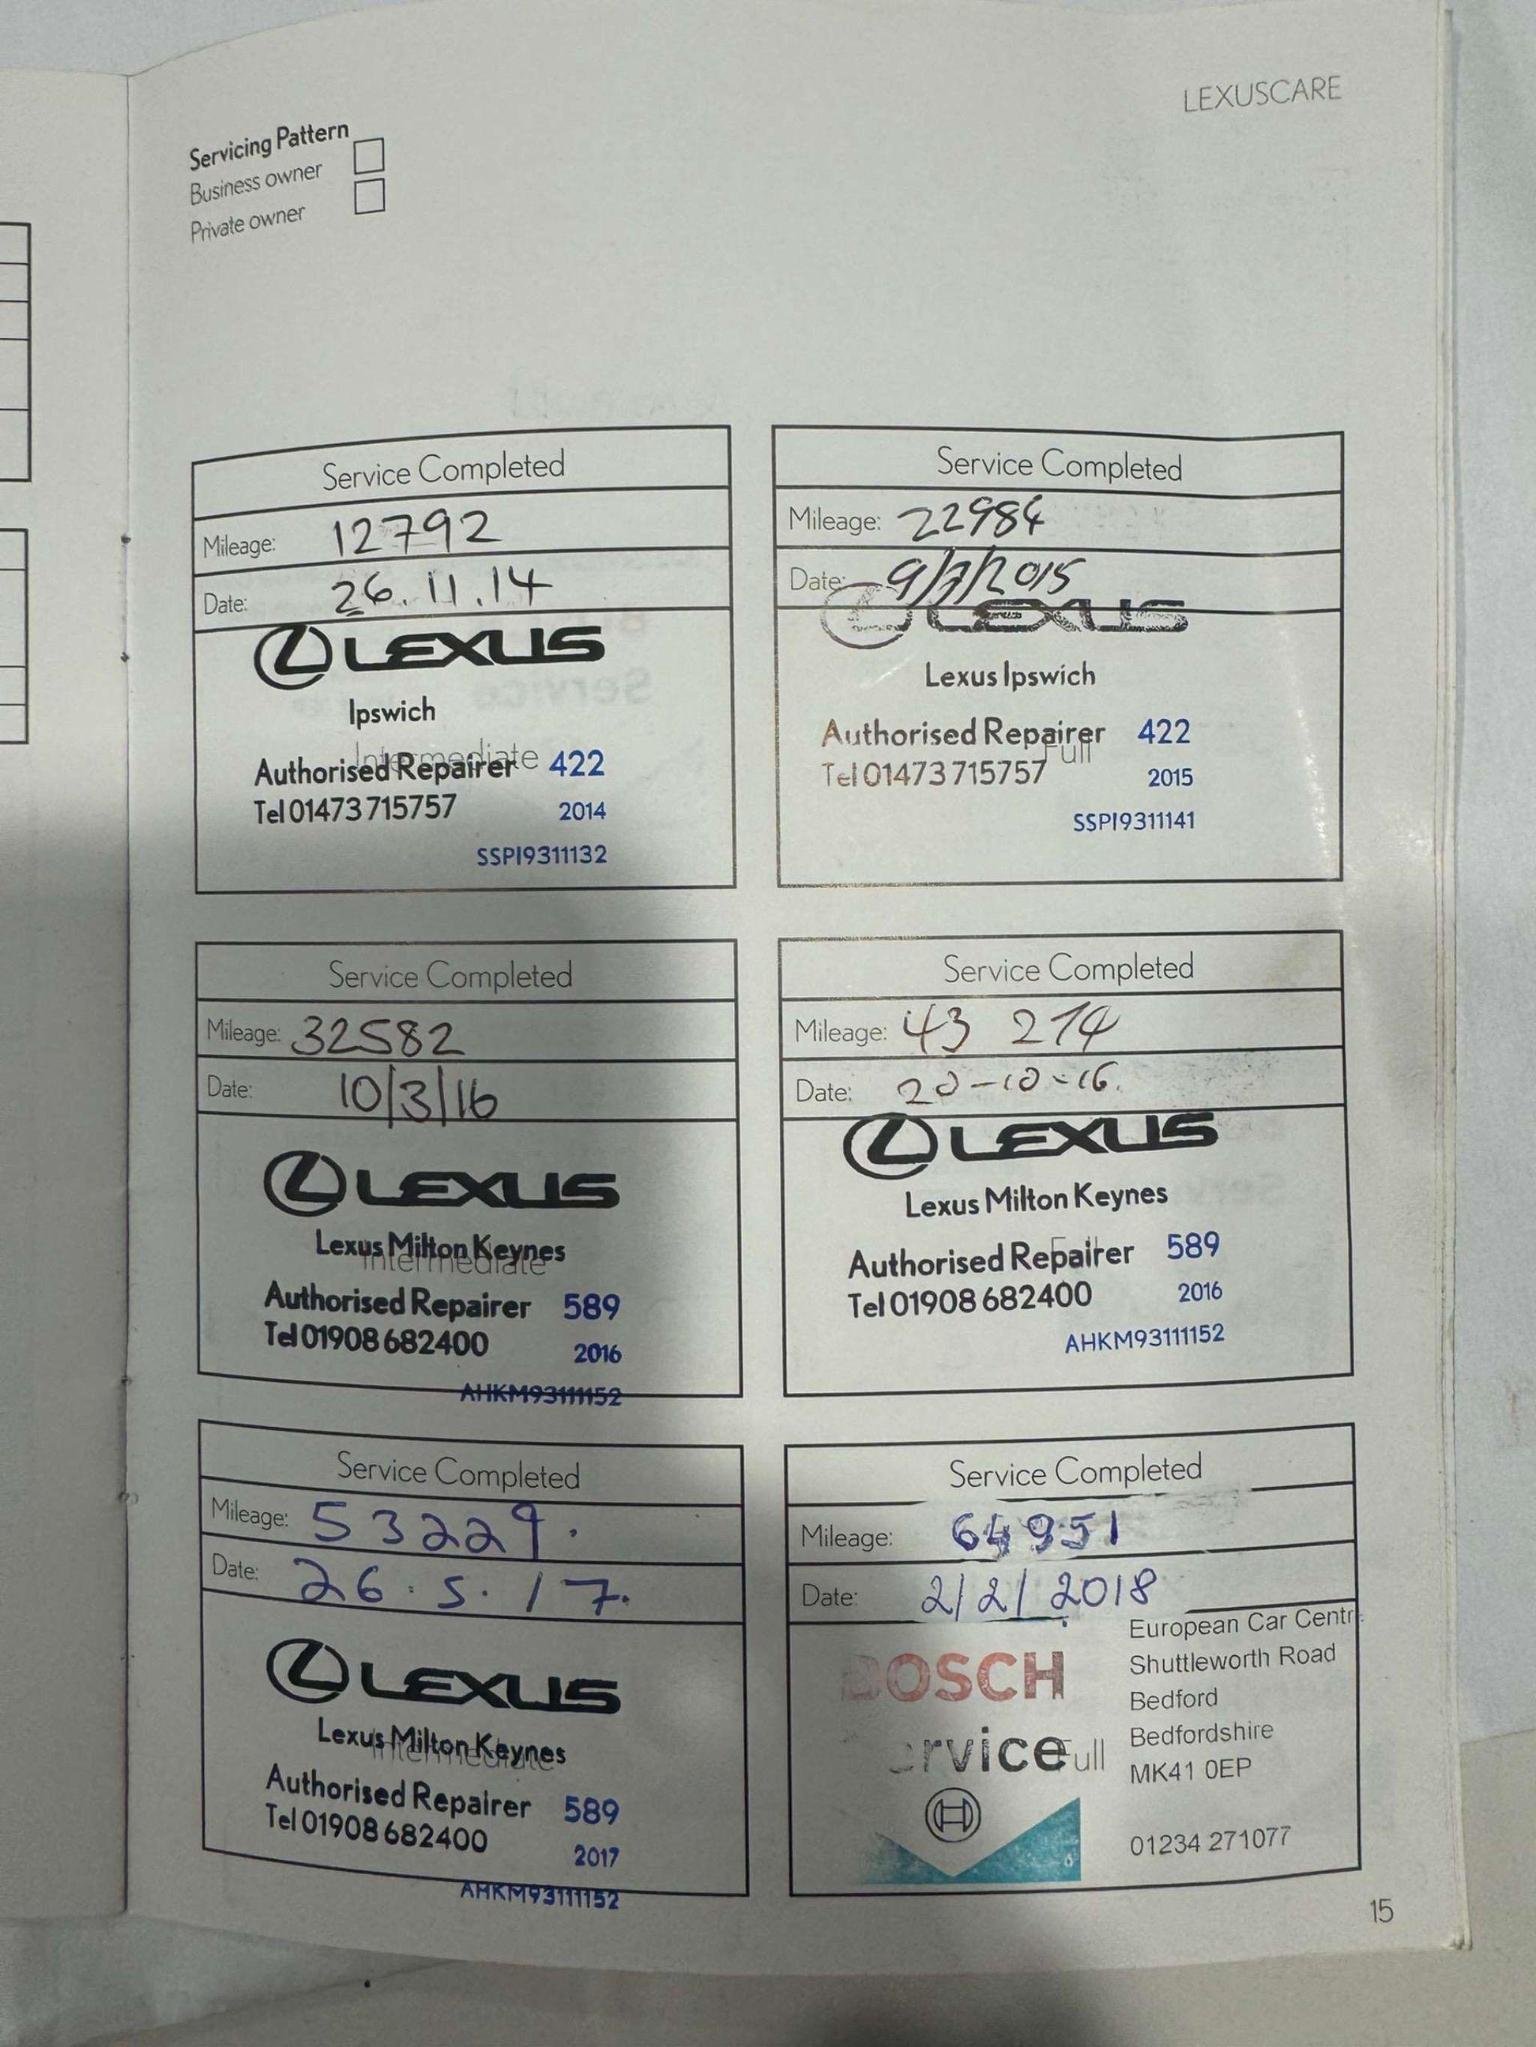 LEXUSCARE
Servicing Pattern
Business owner
Private owner
Service Completed
Mileage: 12792
Date: 26.11.14
LEXUS
Ipswich
Intermediate
Authorised Repairer 422
Tel 01473 715757 2014
SSPI9311132
Service Completed
Mileage: 22984
Date: 9/7/2015
LEXUS
Lexus Ipswich
Authorised Repairer 422
Full
Tel 01473 715757 2015
SSPI9311141
Service Completed
Mileage: 32582
Date: 10/3/16
LEXUS
Lexus Milton Keynes
Intermediate
Authorised Repairer 589
Tel 01908 682400 2016
AHKM93111152
Service Completed
Mileage: 43 274
Date: 20-10-16.
LEXUS
Lexus Milton Keynes
Authorised Repairer 589
Tel 01908 682400 2016
AHKM93111152
Service Completed
Mileage: 53229.
Date: 26.5.17.
LEXUS
Lexus Milton Keynes
Intermediate
Authorised Repairer 589
Tel 01908 682400 2017
AHKM93111152
Service Completed
Mileage: 64951
Date: 2/2/2018
BOSCH
Service
Full
European Car Centr
Shuttleworth Road
Bedford
Bedfordshire
MK41 0EP
01234 271077
15